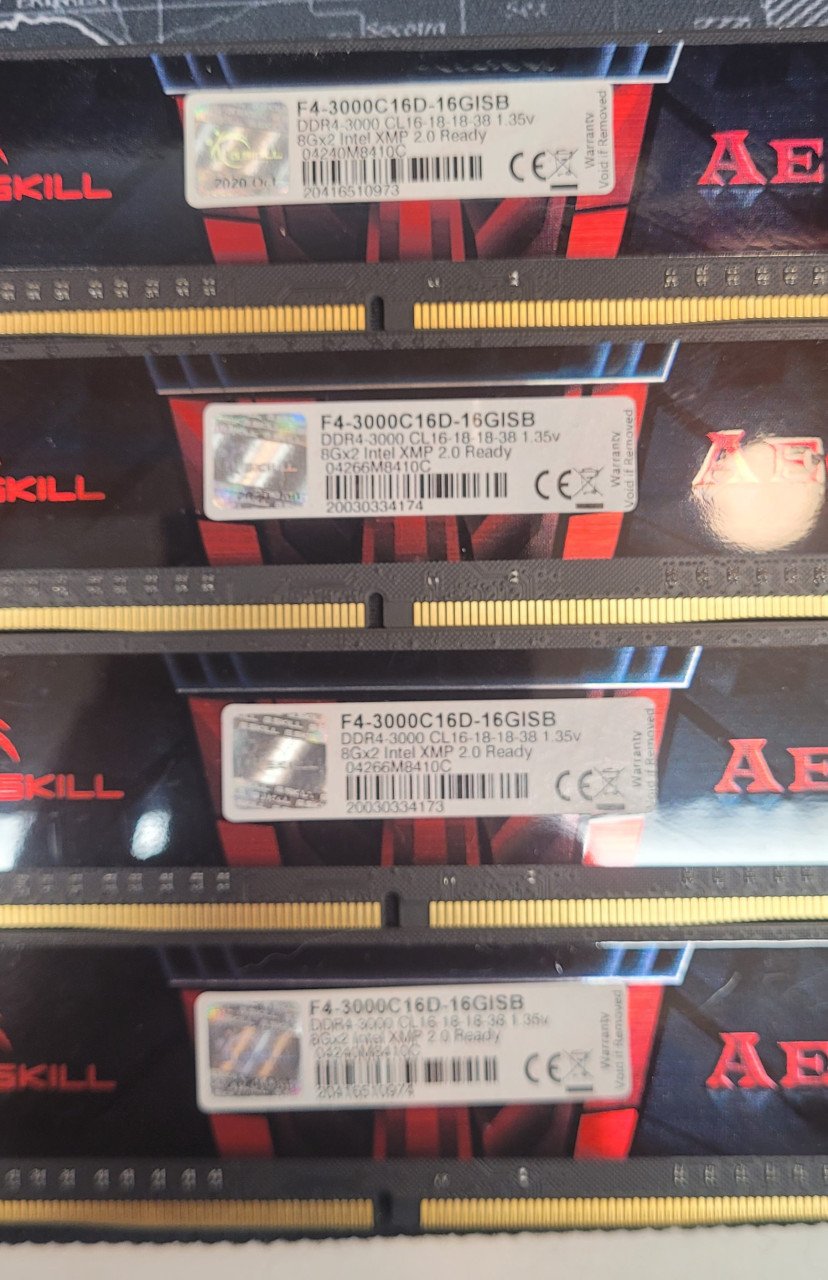 F4-3000C16D-16GISB
DDR4-3000 CL16-18-18-38 1.35v
8Gx2 Intel XMP 2.0 Ready
04240M8410C
20416510973
2020 Oct
Warranty
Void if Removed
SKILL
AE
F4-3000C16D-16GISB
DDR4-3000 CL16-18-18-38 1.35v
8Gx2 Intel XMP 2.0 Ready
04266M8410C
20030334174
Warranty
Void if Removed
SKILL
AE
F4-3000C16D-16GISB
DDR4-3000 CL16-18-18-38 1.35v
8Gx2 Intel XMP 2.0 Ready
04266M8410C
20030334173
Warranty
SKILL
AE
F4-3000C16D-16GISB
DDR4-3000 CL16-18-18-38 1.35v
8Gx2 Intel XMP 2.0 Ready
04240M8410C
20416510974
Warranty
Void if Removed
SKILL
AE